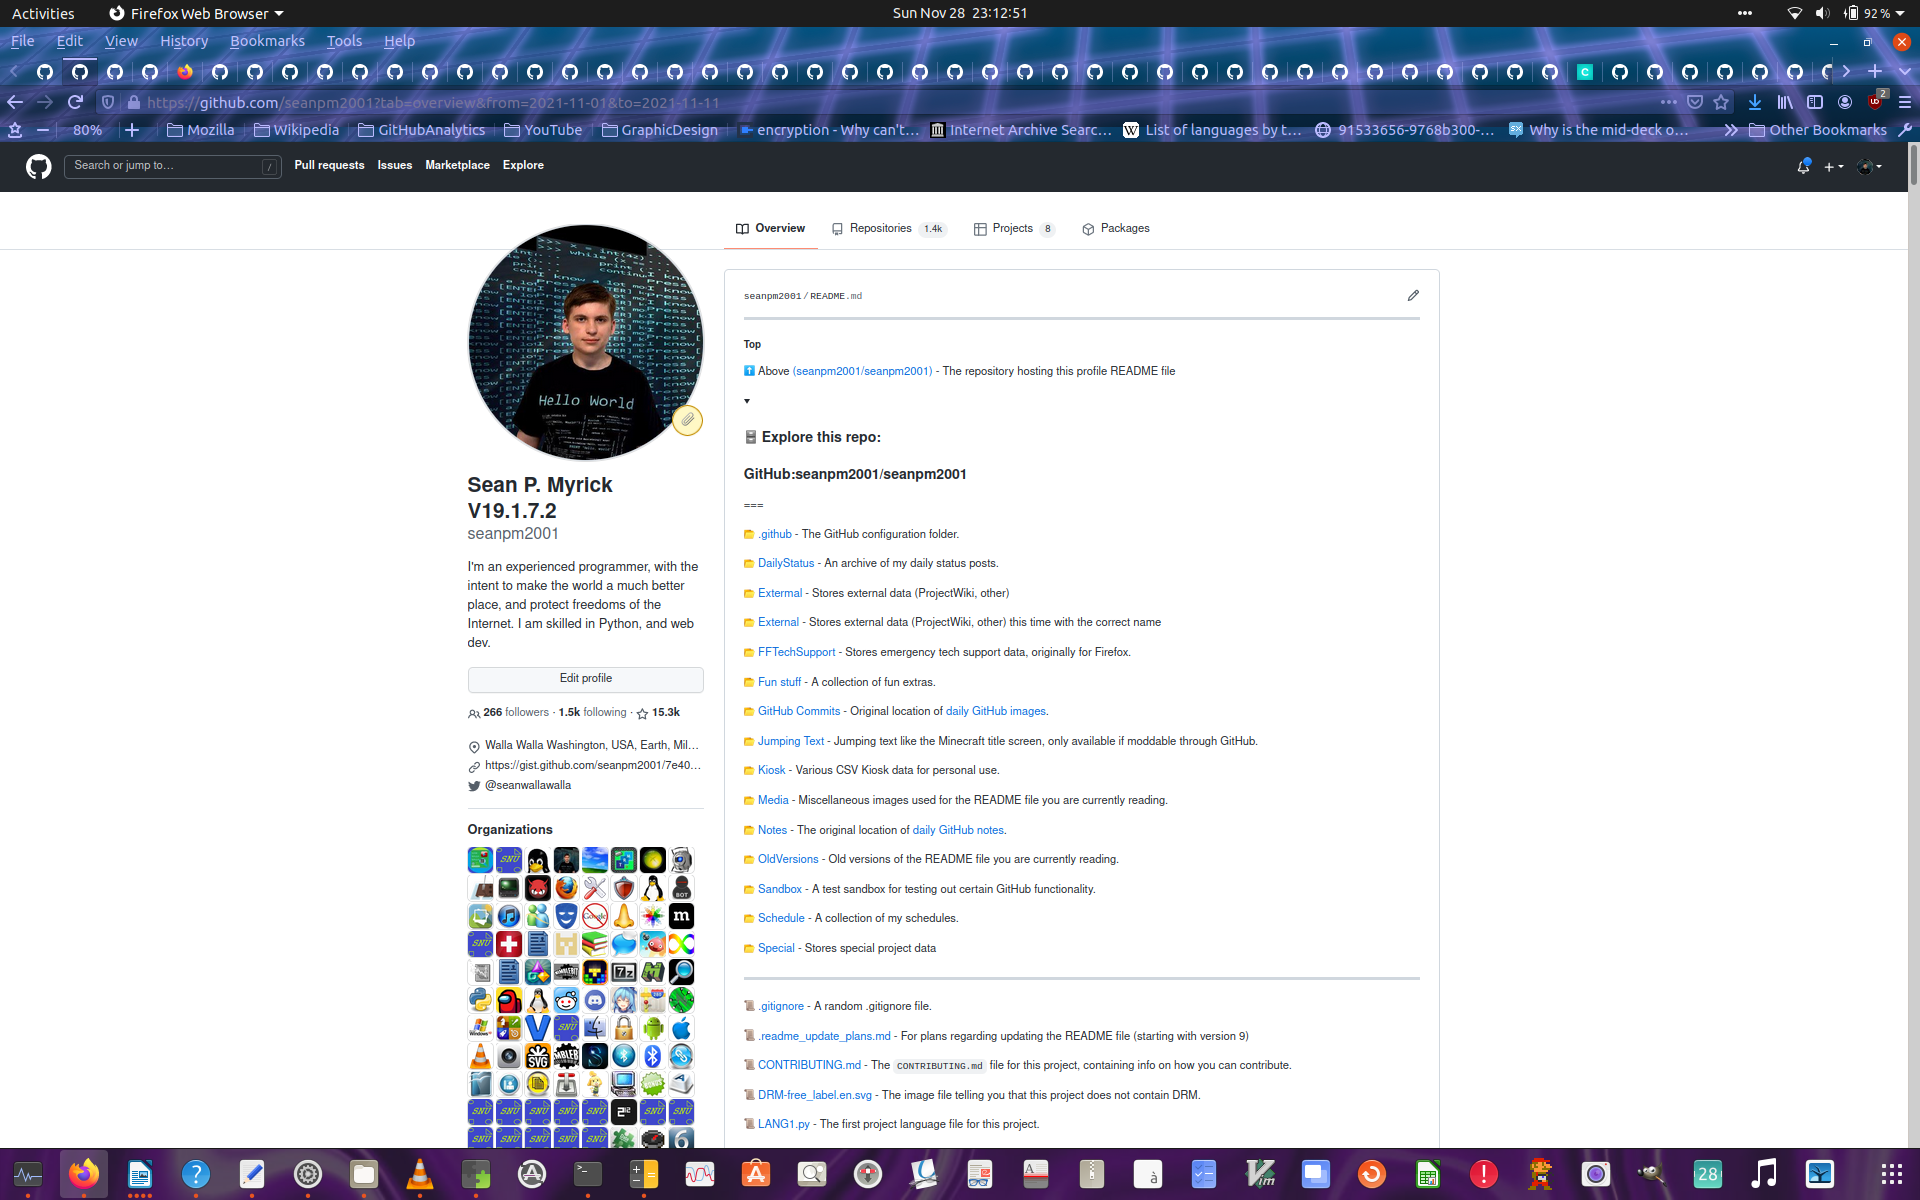 Activities
Firefox Web Browser
Sun Nov 28 23:12:51
92 %
File Edit View History Bookmarks Tools Help
https://github.com/seanpm2001?tab=overview&from=2021-11-01&to=2021-11-11
2
80%
Mozilla
Wikipedia
GitHubAnalytics
YouTube
GraphicDesign
encryption - Why can't…
Internet Archive Searc…
List of languages by t…
91533656-9768b300-…
Why is the mid-deck o…
Other Bookmarks
Search or jump to…
/
Pull requests Issues Marketplace Explore
Overview
Repositories 1.4k
Projects 8
Packages
Hello World
Sean P. Myrick
V19.1.7.2
seanpm2001
I'm an experienced programmer, with the
intent to make the world a much better
place, and protect freedoms of the
Internet. I am skilled in Python, and web
dev.
Edit profile
266 followers · 1.5k following · 15.3k
Walla Walla Washington, USA, Earth, Mil…
https://gist.github.com/seanpm2001/7e40…
@seanwallawalla
Organizations
seanpm2001/README.md
Top
Above (seanpm2001/seanpm2001) - The repository hosting this profile README file
Explore this repo:
GitHub:seanpm2001/seanpm2001
===
.github - The GitHub configuration folder.
DailyStatus - An archive of my daily status posts.
Extermal - Stores external data (ProjectWiki, other)
External - Stores external data (ProjectWiki, other) this time with the correct name
FFTechSupport - Stores emergency tech support data, originally for Firefox.
Fun stuff - A collection of fun extras.
GitHub Commits - Original location of daily GitHub images.
Jumping Text - Jumping text like the Minecraft title screen, only available if moddable through GitHub.
Kiosk - Various CSV Kiosk data for personal use.
Media - Miscellaneous images used for the README file you are currently reading.
Notes - The original location of daily GitHub notes.
OldVersions - Old versions of the README file you are currently reading.
Sandbox - A test sandbox for testing out certain GitHub functionality.
Schedule - A collection of my schedules.
Special - Stores special project data
.gitignore - A random .gitignore file.
.readme_update_plans.md - For plans regarding updating the README file (starting with version 9)
CONTRIBUTING.md - The CONTRIBUTING.md file for this project, containing info on how you can contribute.
DRM-free_label.en.svg - The image file telling you that this project does not contain DRM.
LANG1.py - The first project language file for this project.
28